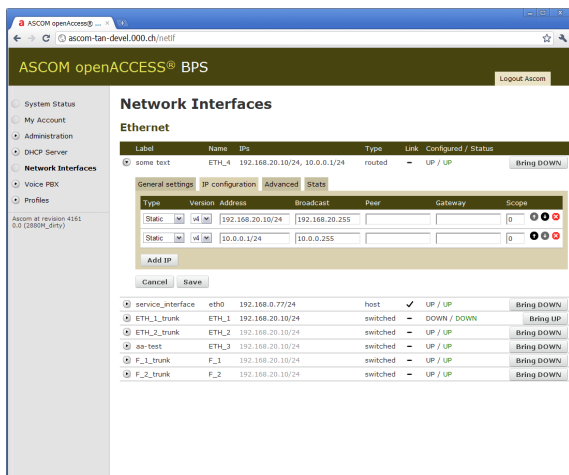 ASCOM openAccess® ...
ascom-tan-devel.000.ch/netif
ASCOM openACCESS® BPS
Logout Ascom
System Status
My Account
Administration
DHCP Server
Network Interfaces
Voice PBX
Profiles
Ascom at revision 4161
0.0 (2880M_dirty)
Network Interfaces
Ethernet
Label Name IPs Type Link Configured / Status
some text ETH_4 192.168.20.10/24, 10.0.0.1/24 routed – UP / UP Bring DOWN
General settings IP configuration Advanced Stats
Type Version Address Broadcast Peer Gateway Scope
Static v4 192.168.20.10/24 192.168.20.255 0
Static v4 10.0.0.1/24 10.0.0.255 0
Add IP
Cancel Save
service_interface eth0 192.168.0.77/24 host ✓ UP / UP Bring DOWN
ETH_1_trunk ETH_1 192.168.20.10/24 switched – DOWN / DOWN Bring UP
ETH_2_trunk ETH_2 192.168.20.10/24 switched – UP / UP Bring DOWN
aa-test ETH_3 192.168.20.10/24 switched – UP / UP Bring DOWN
F_1_trunk F_1 192.168.20.10/24 switched – UP / UP Bring DOWN
F_2_trunk F_2 192.168.20.10/24 switched – UP / UP Bring DOWN